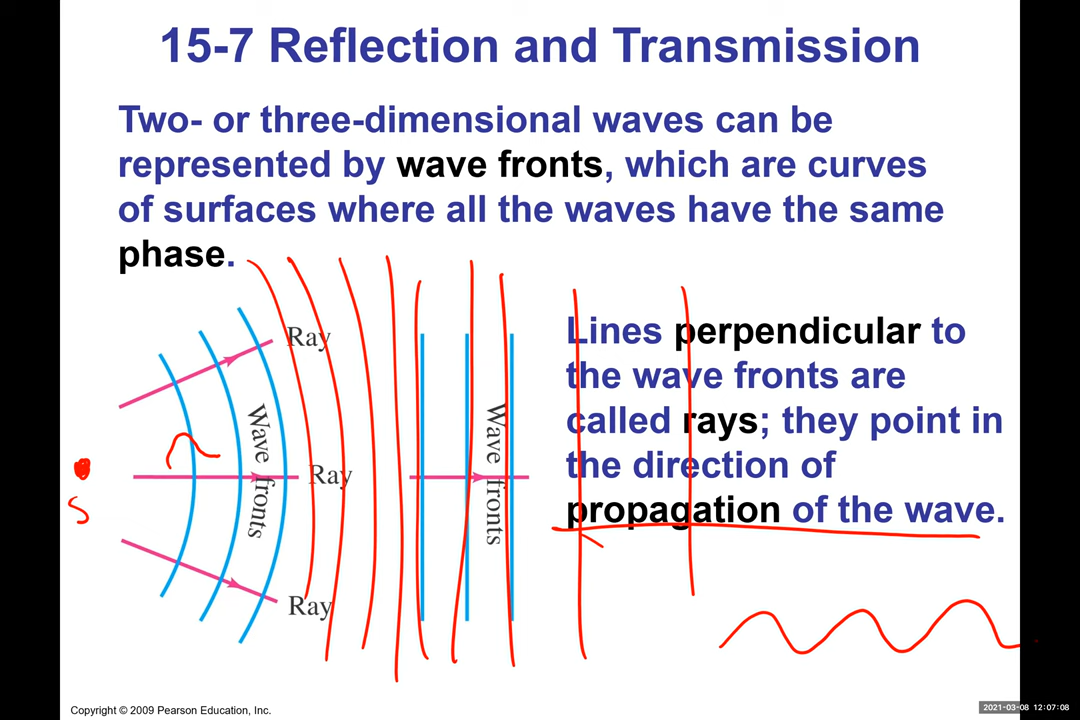 15-7 Reflection and Transmission
Two- or three-dimensional waves can be
represented by wave fronts, which are curves
of surfaces where all the waves have the same
phase.
Ray
Wave fronts
Ray
Ray
S
Wave fronts
Lines perpendicular to
the wave fronts are
called rays; they point in
the direction of
propagation of the wave.
Copyright © 2009 Pearson Education, Inc.
2021-03-08 12:07:08